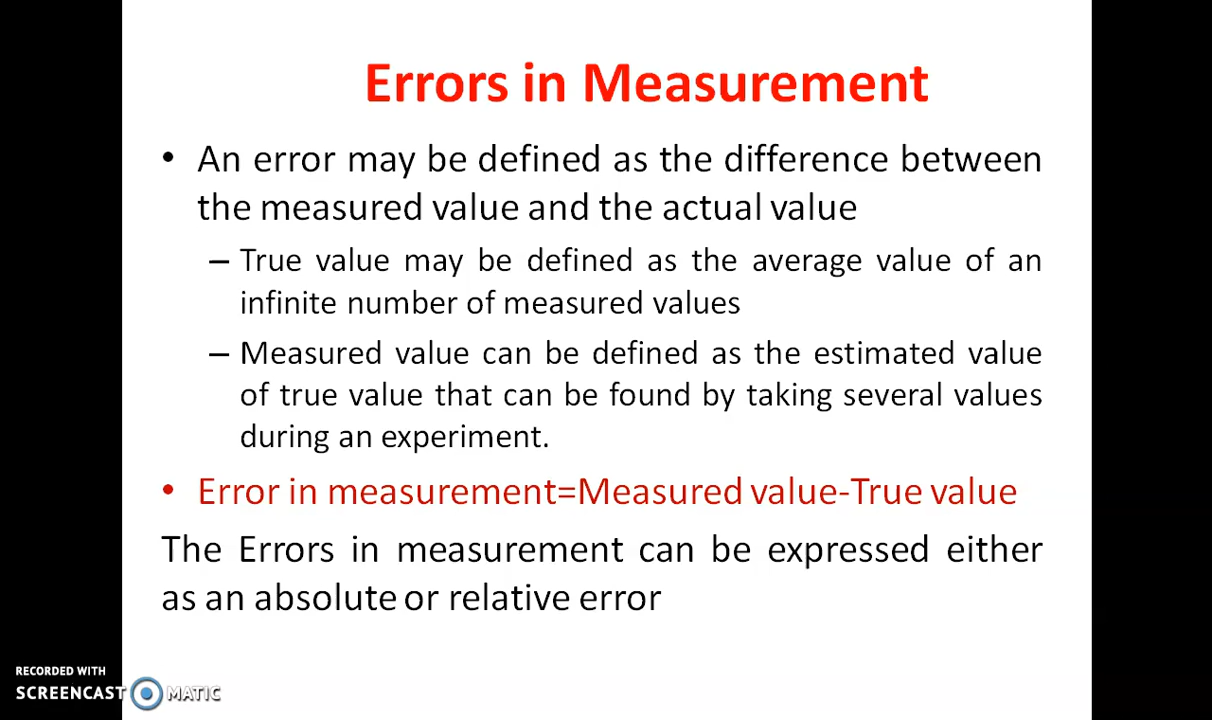 Errors in Measurement
• An error may be defined as the difference between
the measured value and the actual value
– True value may be defined as the average value of an
infinite number of measured values
– Measured value can be defined as the estimated value
of true value that can be found by taking several values
during an experiment.
• Error in measurement=Measured value-True value
The Errors in measurement can be expressed either
as an absolute or relative error
RECORDED WITH
SCREENCAST MATIC